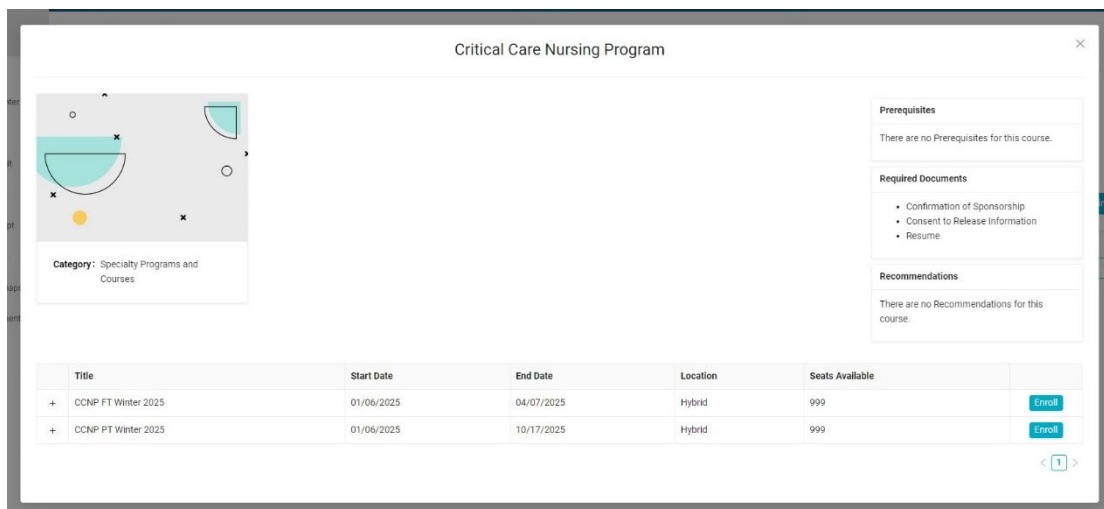 Critical Care Nursing Program
Prerequisites
There are no Prerequisites for this course.
Required Documents
• Confirmation of Sponsorship
• Consent to Release Information
• Resume
Category: Specialty Programs and
Courses
Recommendations
There are no Recommendations for this
course.
Title Start Date End Date Location Seats Available
+ CCNP FT Winter 2025 01/06/2025 04/07/2025 Hybrid 999 Enroll
+ CCNP PT Winter 2025 01/06/2025 10/17/2025 Hybrid 999 Enroll
< 1 >